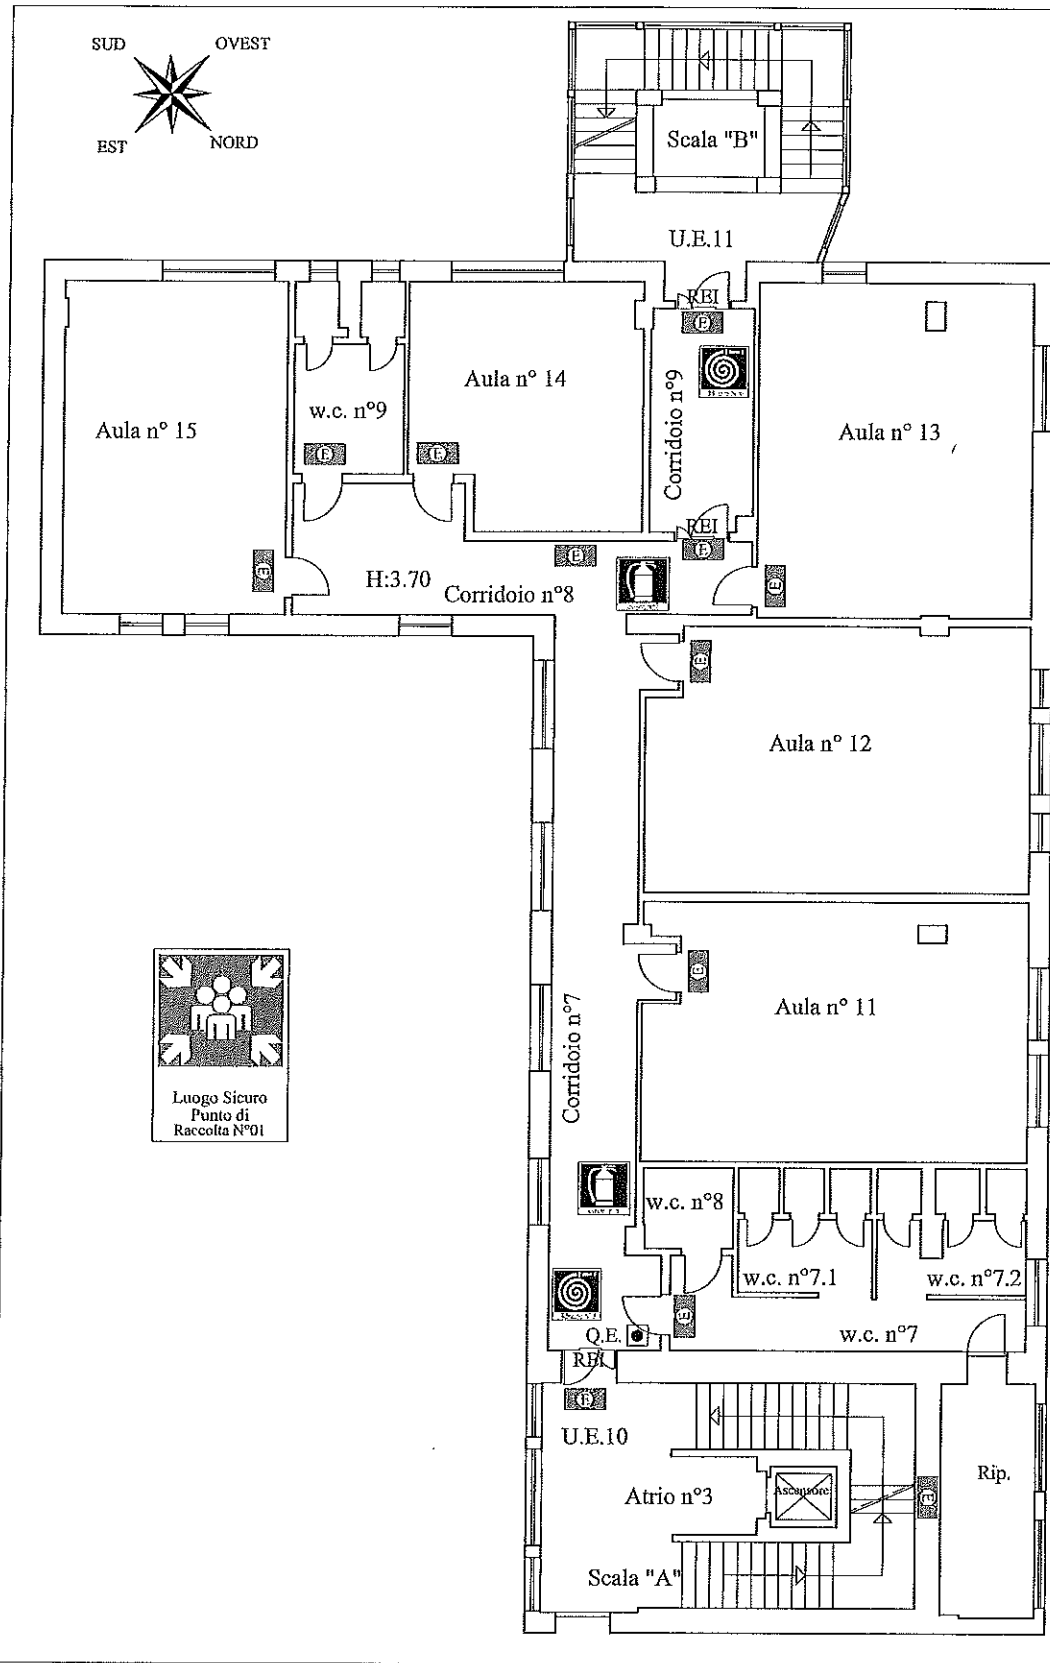 SUD
OVEST
EST
NORD
Scala "B"
U.E.11
REI
E
Aula n° 15
w.c. n°9
E
Aula n° 14
E
Corridoio n°9
Aula n° 13
REI
E
E
E
E
H:3.70
Corridoio n°8
E
Aula n° 12
E
Aula n° 11
Corridoio n°7
Luogo Sicuro
Punto di
Raccolta N°01
w.c. n°8
w.c. n°7.1
w.c. n°7.2
E
Q.E.
w.c. n°7
REI
E
U.E.10
Atrio n°3
Ascensore
E
Rip.
Scala "A"